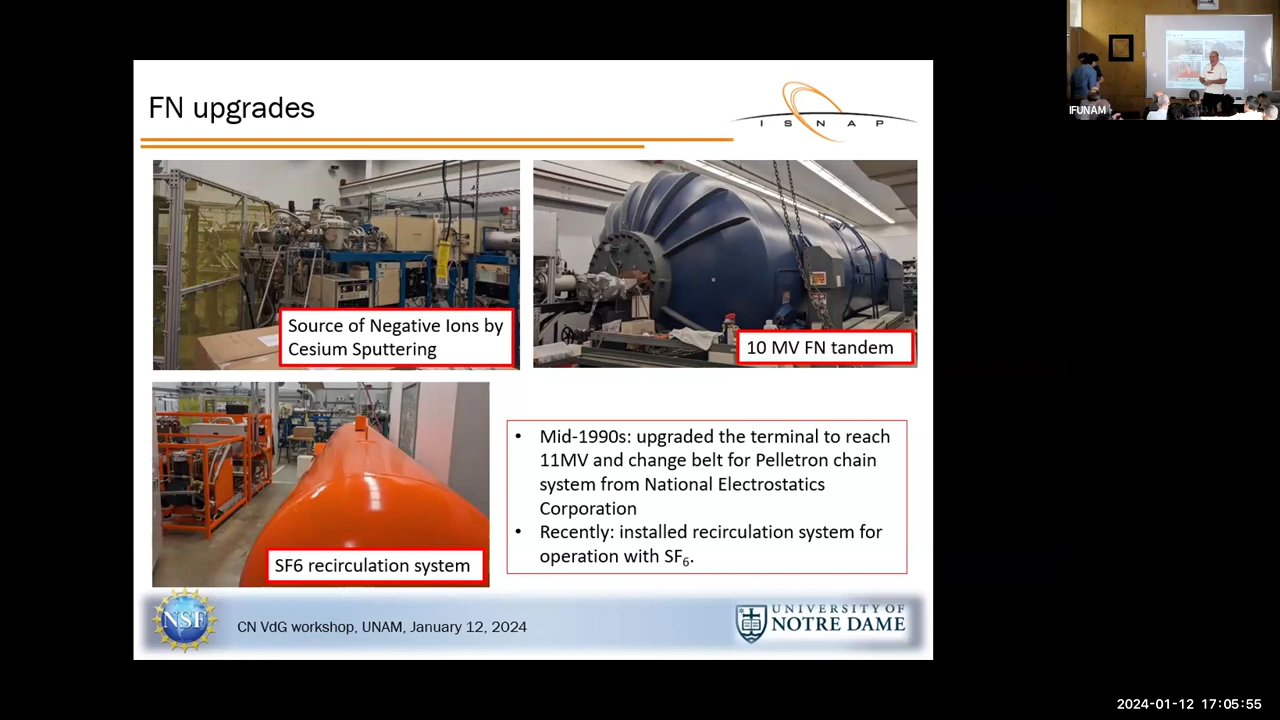 FN upgrades
ISNAP
IFUNAM
Source of Negative Ions by
Cesium Sputtering
10 MV FN tandem
SF6 recirculation system
• Mid-1990s: upgraded the terminal to reach
11MV and change belt for Pelletron chain
system from National Electrostatics
Corporation
• Recently: installed recirculation system for
operation with SF₆.
NSF
CN VdG workshop, UNAM, January 12, 2024
UNIVERSITY OF
NOTRE DAME
2024-01-12 17:05:55